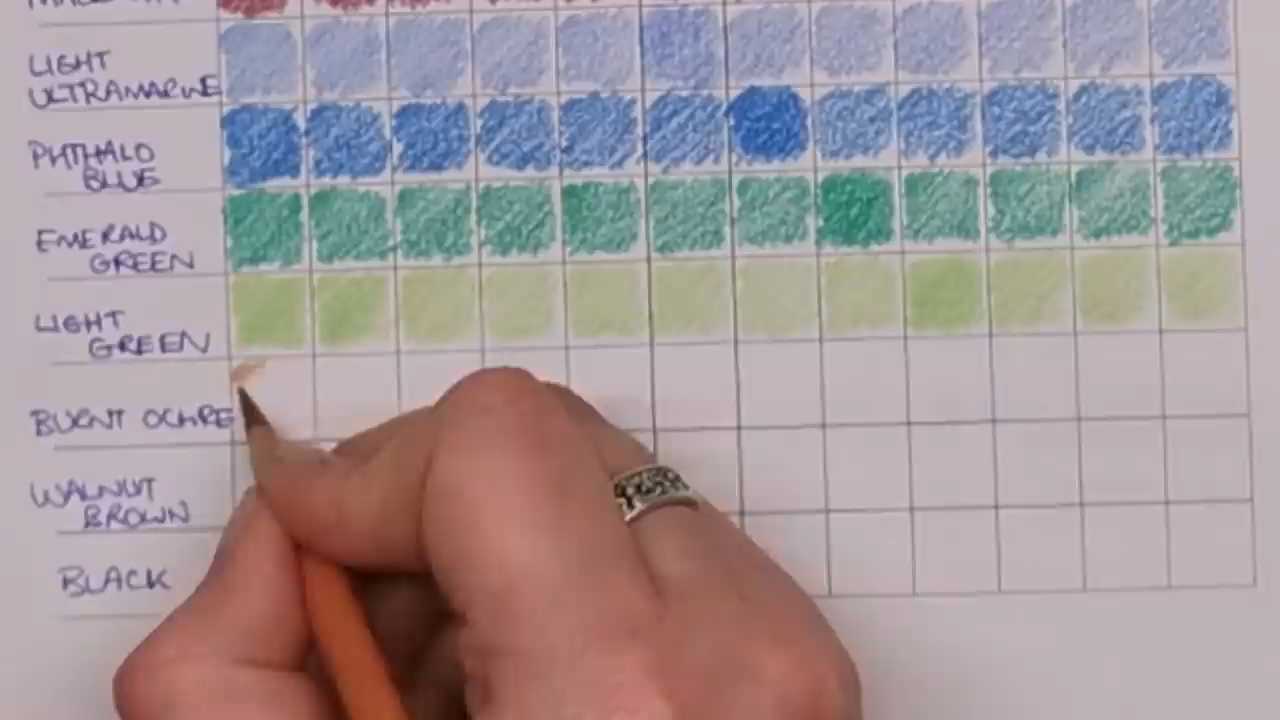 LIGHT
ULTRAMARINE
PHTHALO
BLUE
EMERALD
GREEN
LIGHT
GREEN
BURNT OCHRE
WALNUT
BROWN
BLACK